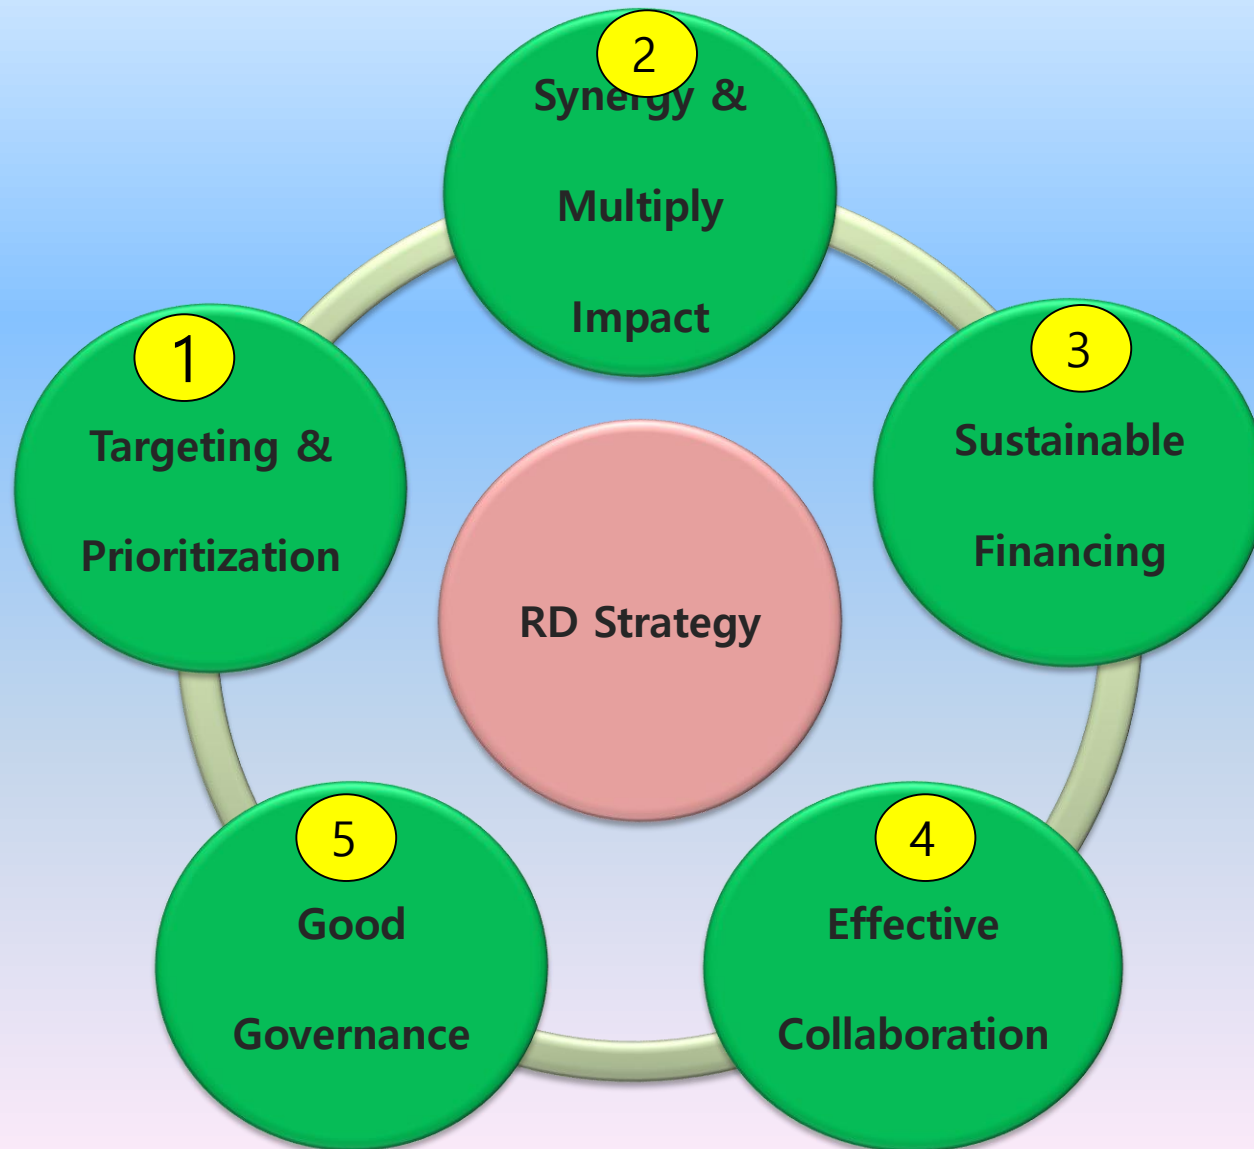 1
Targeting &
Prioritization
2
Synergy &
Multiply
Impact
3
Sustainable
Financing
4
Effective
Collaboration
5
Good
Governance
RD Strategy